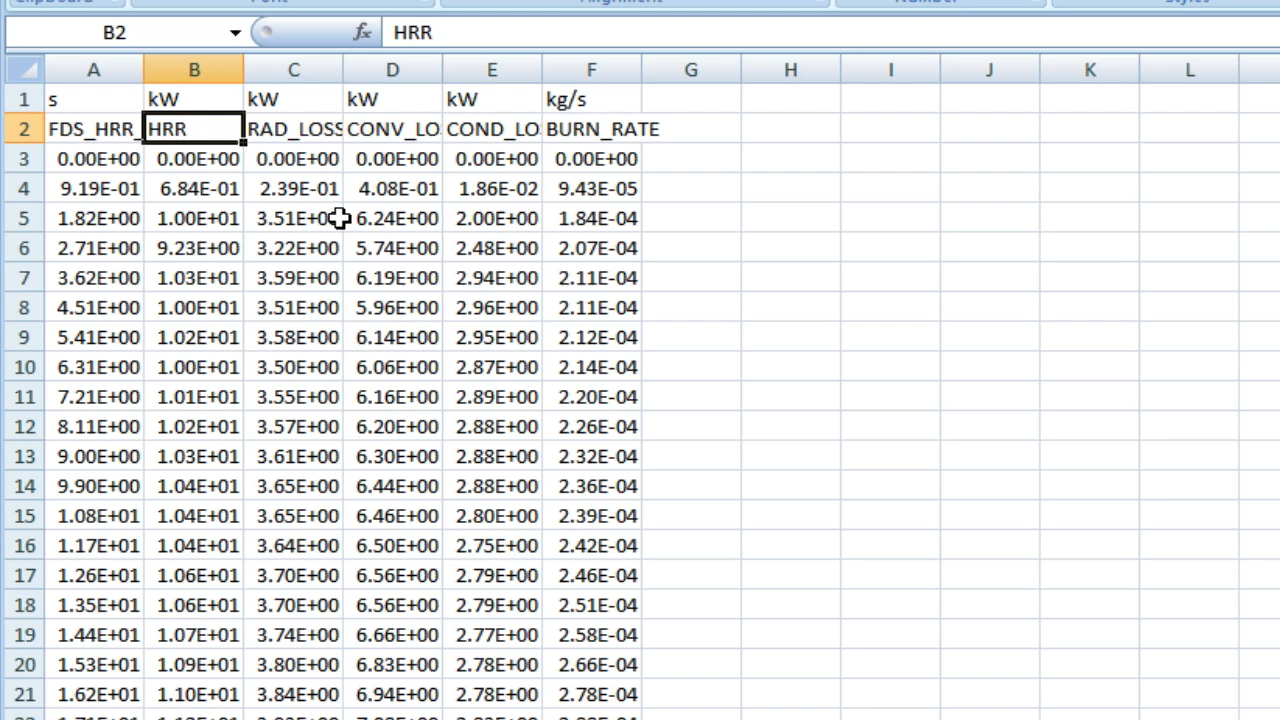 B2 fx HRR
A B C D E F G H I J K L
1 s kW kW kW kW kg/s
2 FDS_HRR_ HRR RAD_LOSS CONV_LO COND_LO BURN_RATE
3 0.00E+00 0.00E+00 0.00E+00 0.00E+00 0.00E+00 0.00E+00
4 9.19E-01 6.84E-01 2.39E-01 4.08E-01 1.86E-02 9.43E-05
5 1.82E+00 1.00E+01 3.51E+00 6.24E+00 2.00E+00 1.84E-04
6 2.71E+00 9.23E+00 3.22E+00 5.74E+00 2.48E+00 2.07E-04
7 3.62E+00 1.03E+01 3.59E+00 6.19E+00 2.94E+00 2.11E-04
8 4.51E+00 1.00E+01 3.51E+00 5.96E+00 2.96E+00 2.11E-04
9 5.41E+00 1.02E+01 3.58E+00 6.14E+00 2.95E+00 2.12E-04
10 6.31E+00 1.00E+01 3.50E+00 6.06E+00 2.87E+00 2.14E-04
11 7.21E+00 1.01E+01 3.55E+00 6.16E+00 2.89E+00 2.20E-04
12 8.11E+00 1.02E+01 3.57E+00 6.20E+00 2.88E+00 2.26E-04
13 9.00E+00 1.03E+01 3.61E+00 6.30E+00 2.88E+00 2.32E-04
14 9.90E+00 1.04E+01 3.65E+00 6.44E+00 2.88E+00 2.36E-04
15 1.08E+01 1.04E+01 3.65E+00 6.46E+00 2.80E+00 2.39E-04
16 1.17E+01 1.04E+01 3.64E+00 6.50E+00 2.75E+00 2.42E-04
17 1.26E+01 1.06E+01 3.70E+00 6.56E+00 2.79E+00 2.46E-04
18 1.35E+01 1.06E+01 3.70E+00 6.56E+00 2.79E+00 2.51E-04
19 1.44E+01 1.07E+01 3.74E+00 6.66E+00 2.77E+00 2.58E-04
20 1.53E+01 1.09E+01 3.80E+00 6.83E+00 2.78E+00 2.66E-04
21 1.62E+01 1.10E+01 3.84E+00 6.94E+00 2.78E+00 2.78E-04